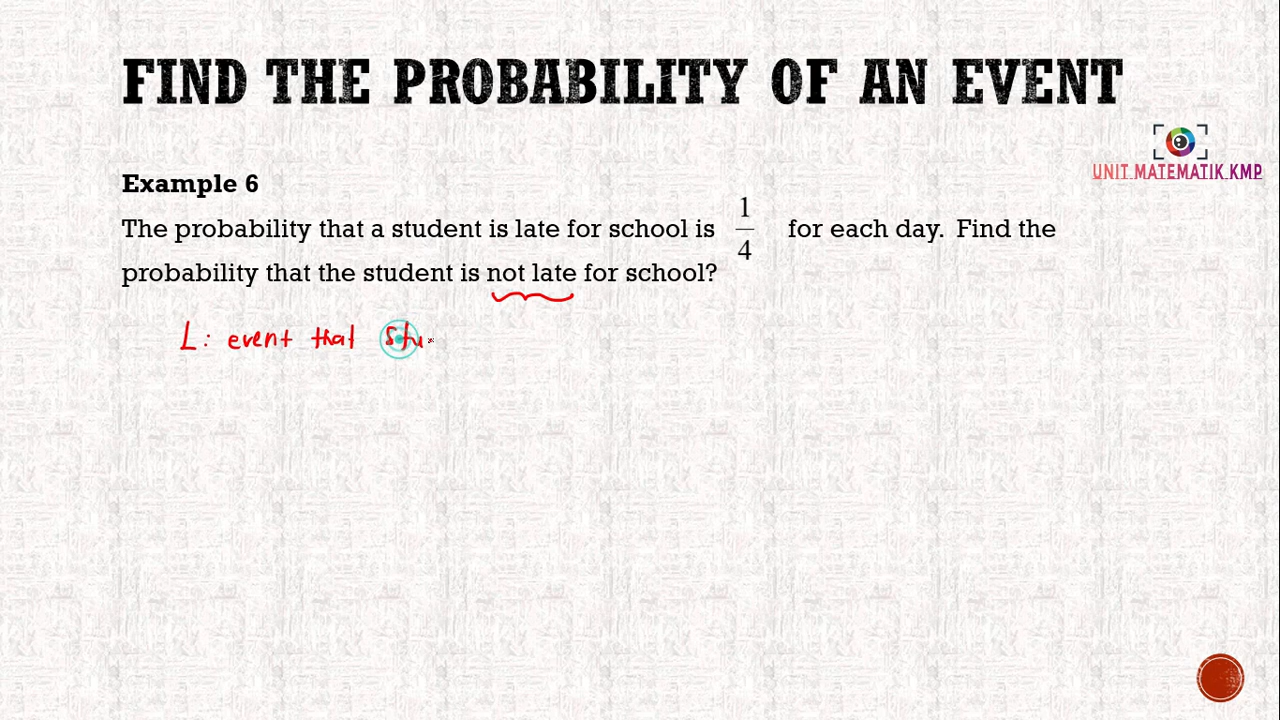 FIND THE PROBABILITY OF AN EVENT
UNIT MATEMATIK KMP
Example 6
The probability that a student is late for school is 1/4 for each day. Find the
probability that the student is not late for school?
L: event that stu